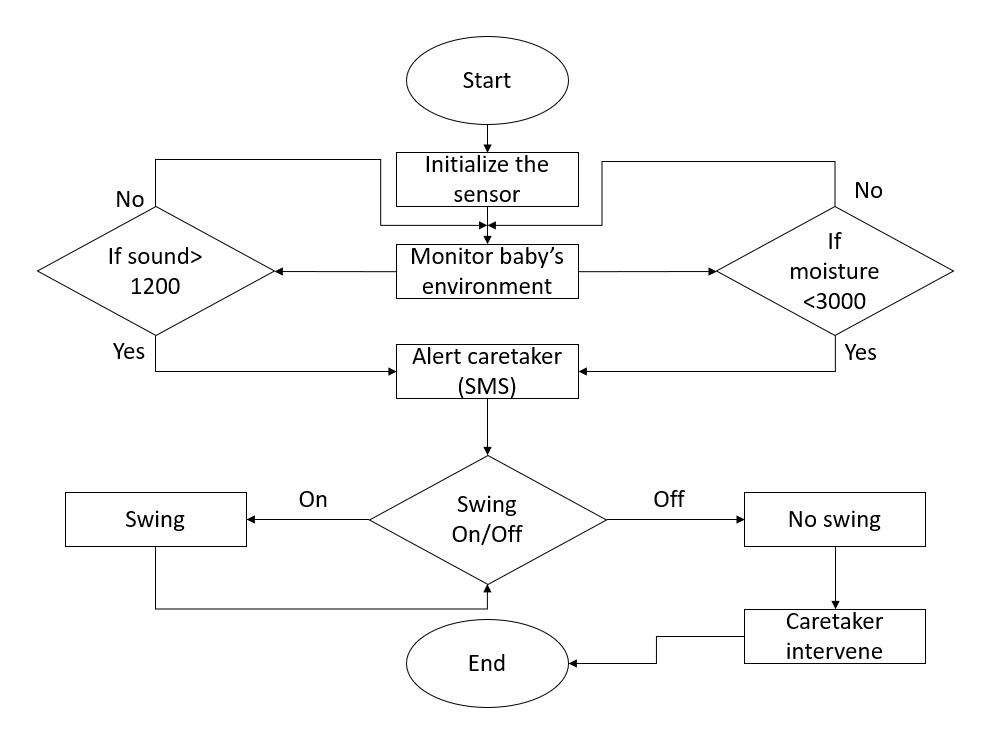 Start
Initialize the
sensor
No
No
If sound>
1200
Monitor baby’s
environment
If
moisture
<3000
Yes
Alert caretaker
(SMS)
Yes
On
Off
Swing
Swing
On/Off
No swing
Caretaker
intervene
End